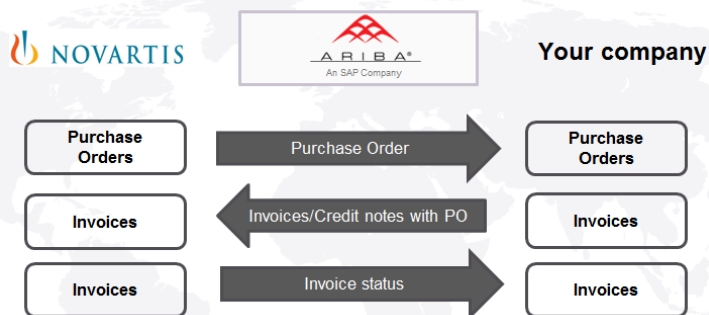 NOVARTIS
ARIBA®
An SAP Company
Your company
Purchase
Orders
Purchase Order
Purchase
Orders
Invoices
Invoices/Credit notes with PO
Invoices
Invoices
Invoice status
Invoices